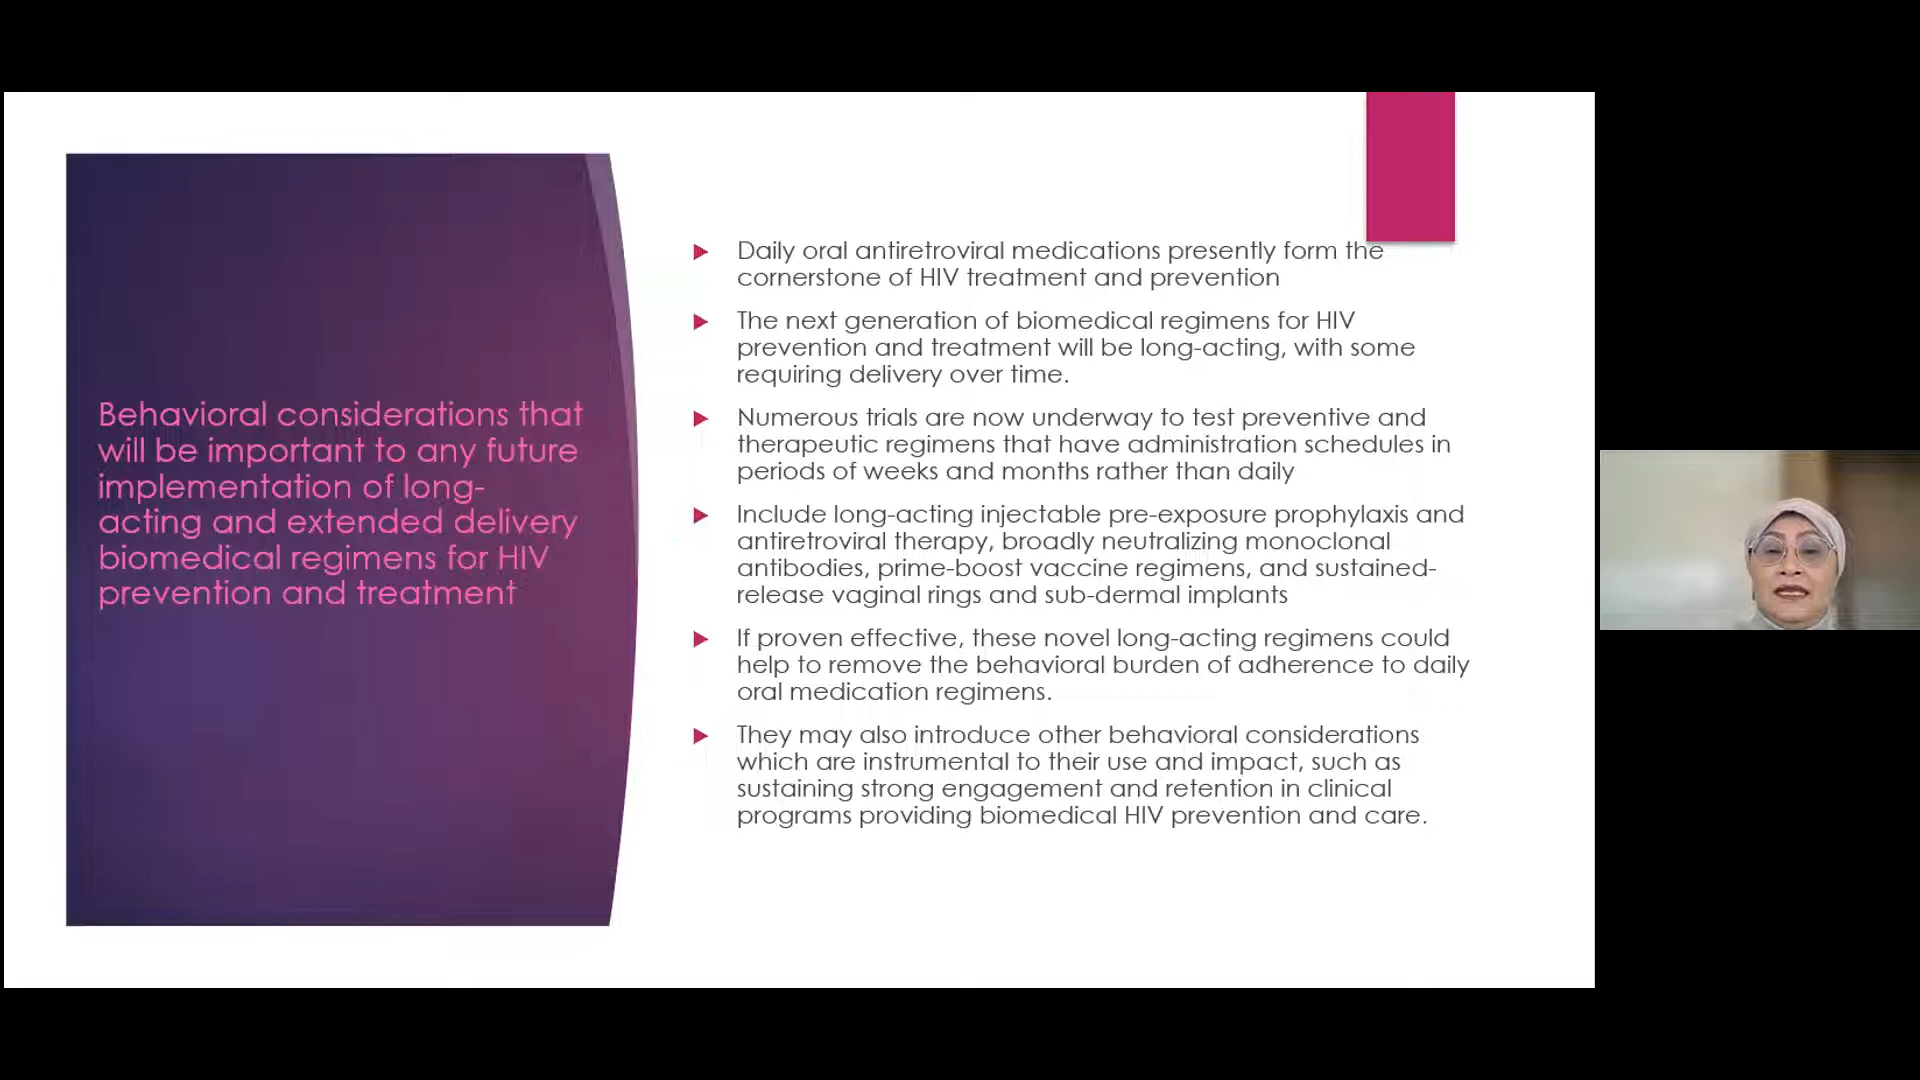 Behavioral considerations that
will be important to any future
implementation of long-
acting and extended delivery
biomedical regimens for HIV
prevention and treatment
Daily oral antiretroviral medications presently form the
cornerstone of HIV treatment and prevention
The next generation of biomedical regimens for HIV
prevention and treatment will be long-acting, with some
requiring delivery over time.
Numerous trials are now underway to test preventive and
therapeutic regimens that have administration schedules in
periods of weeks and months rather than daily
Include long-acting injectable pre-exposure prophylaxis and
antiretroviral therapy, broadly neutralizing monoclonal
antibodies, prime-boost vaccine regimens, and sustained-
release vaginal rings and sub-dermal implants
If proven effective, these novel long-acting regimens could
help to remove the behavioral burden of adherence to daily
oral medication regimens.
They may also introduce other behavioral considerations
which are instrumental to their use and impact, such as
sustaining strong engagement and retention in clinical
programs providing biomedical HIV prevention and care.